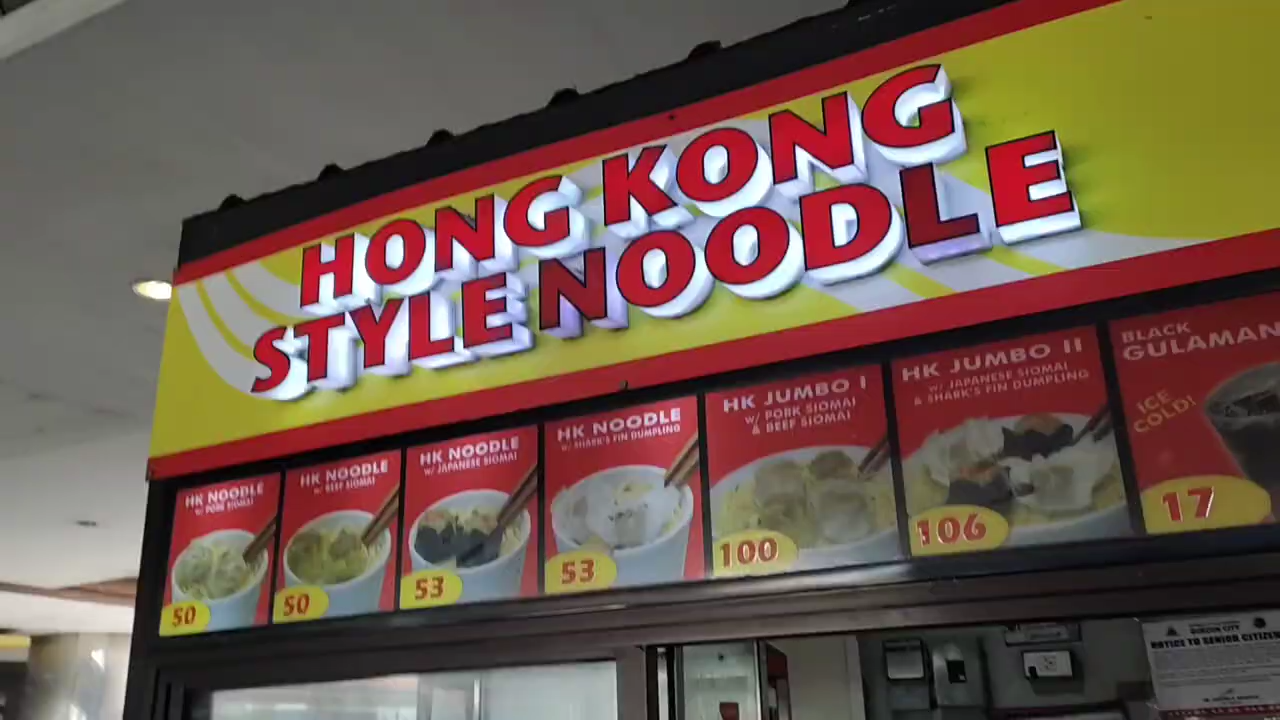 HONG KONG
STYLE NOODLE
HK NOODLE
W/ PORK SIOMAI
50
HK NOODLE
W/ BEEF SIOMAI
50
HK NOODLE
W/ JAPANESE SIOMAI
53
HK NOODLE
W/ SHARK'S FIN DUMPLING
53
HK JUMBO I
W/ PORK SIOMAI
& BEEF SIOMAI
100
HK JUMBO II
W/ JAPANESE SIOMAI
& SHARK'S FIN DUMPLING
106
BLACK
GULAMAN
ICE
COLD!
17
NOTICE TO SENIOR CITIZEN